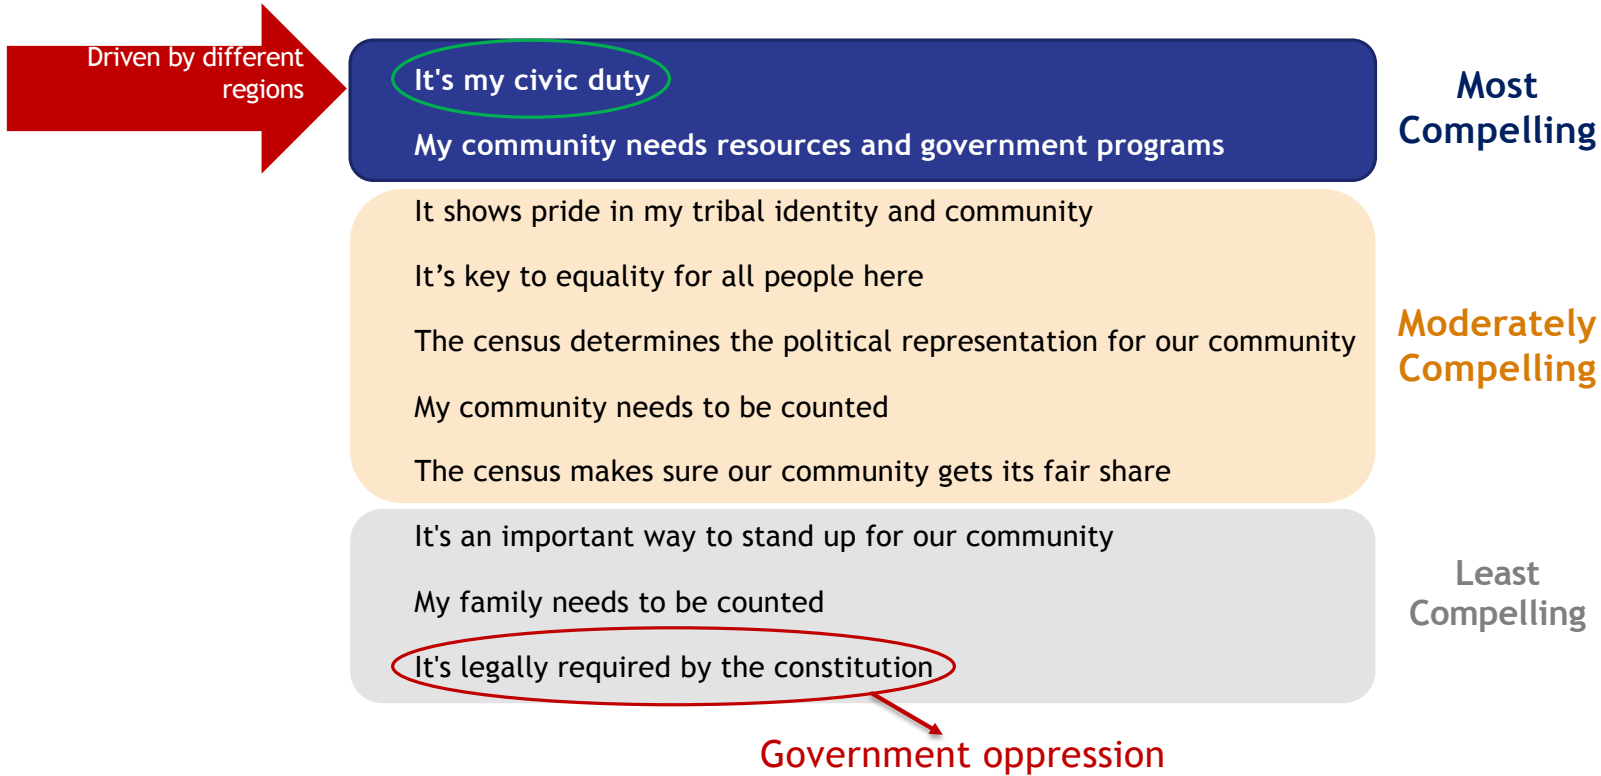 Driven by different
regions
It's my civic duty
My community needs resources and government programs
Most
Compelling
It shows pride in my tribal identity and community
It’s key to equality for all people here
The census determines the political representation for our community
My community needs to be counted
The census makes sure our community gets its fair share
Moderately
Compelling
It's an important way to stand up for our community
My family needs to be counted
It's legally required by the constitution
Least
Compelling
Government oppression